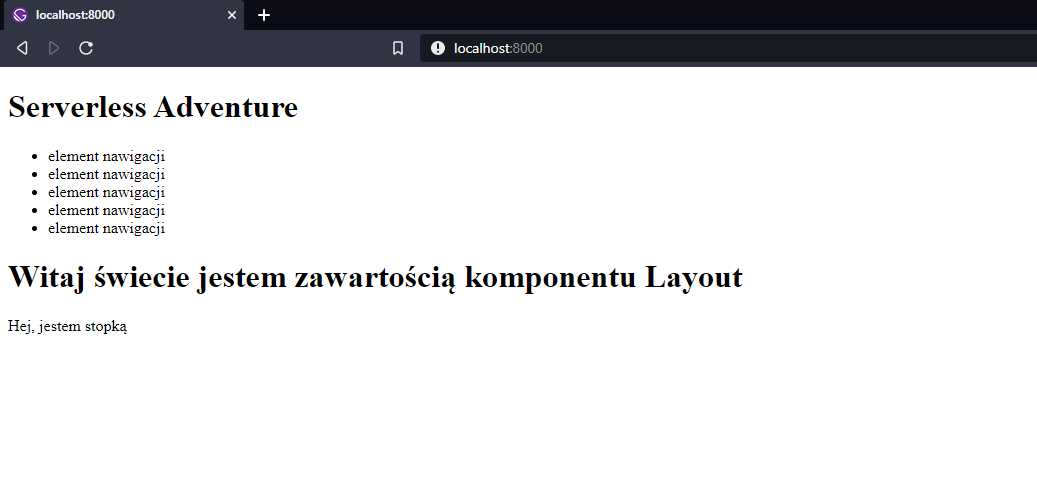 localhost:8000
localhost:8000
Serverless Adventure
element nawigacji
element nawigacji
element nawigacji
element nawigacji
element nawigacji
Witaj świecie jestem zawartością komponentu Layout
Hej, jestem stopką